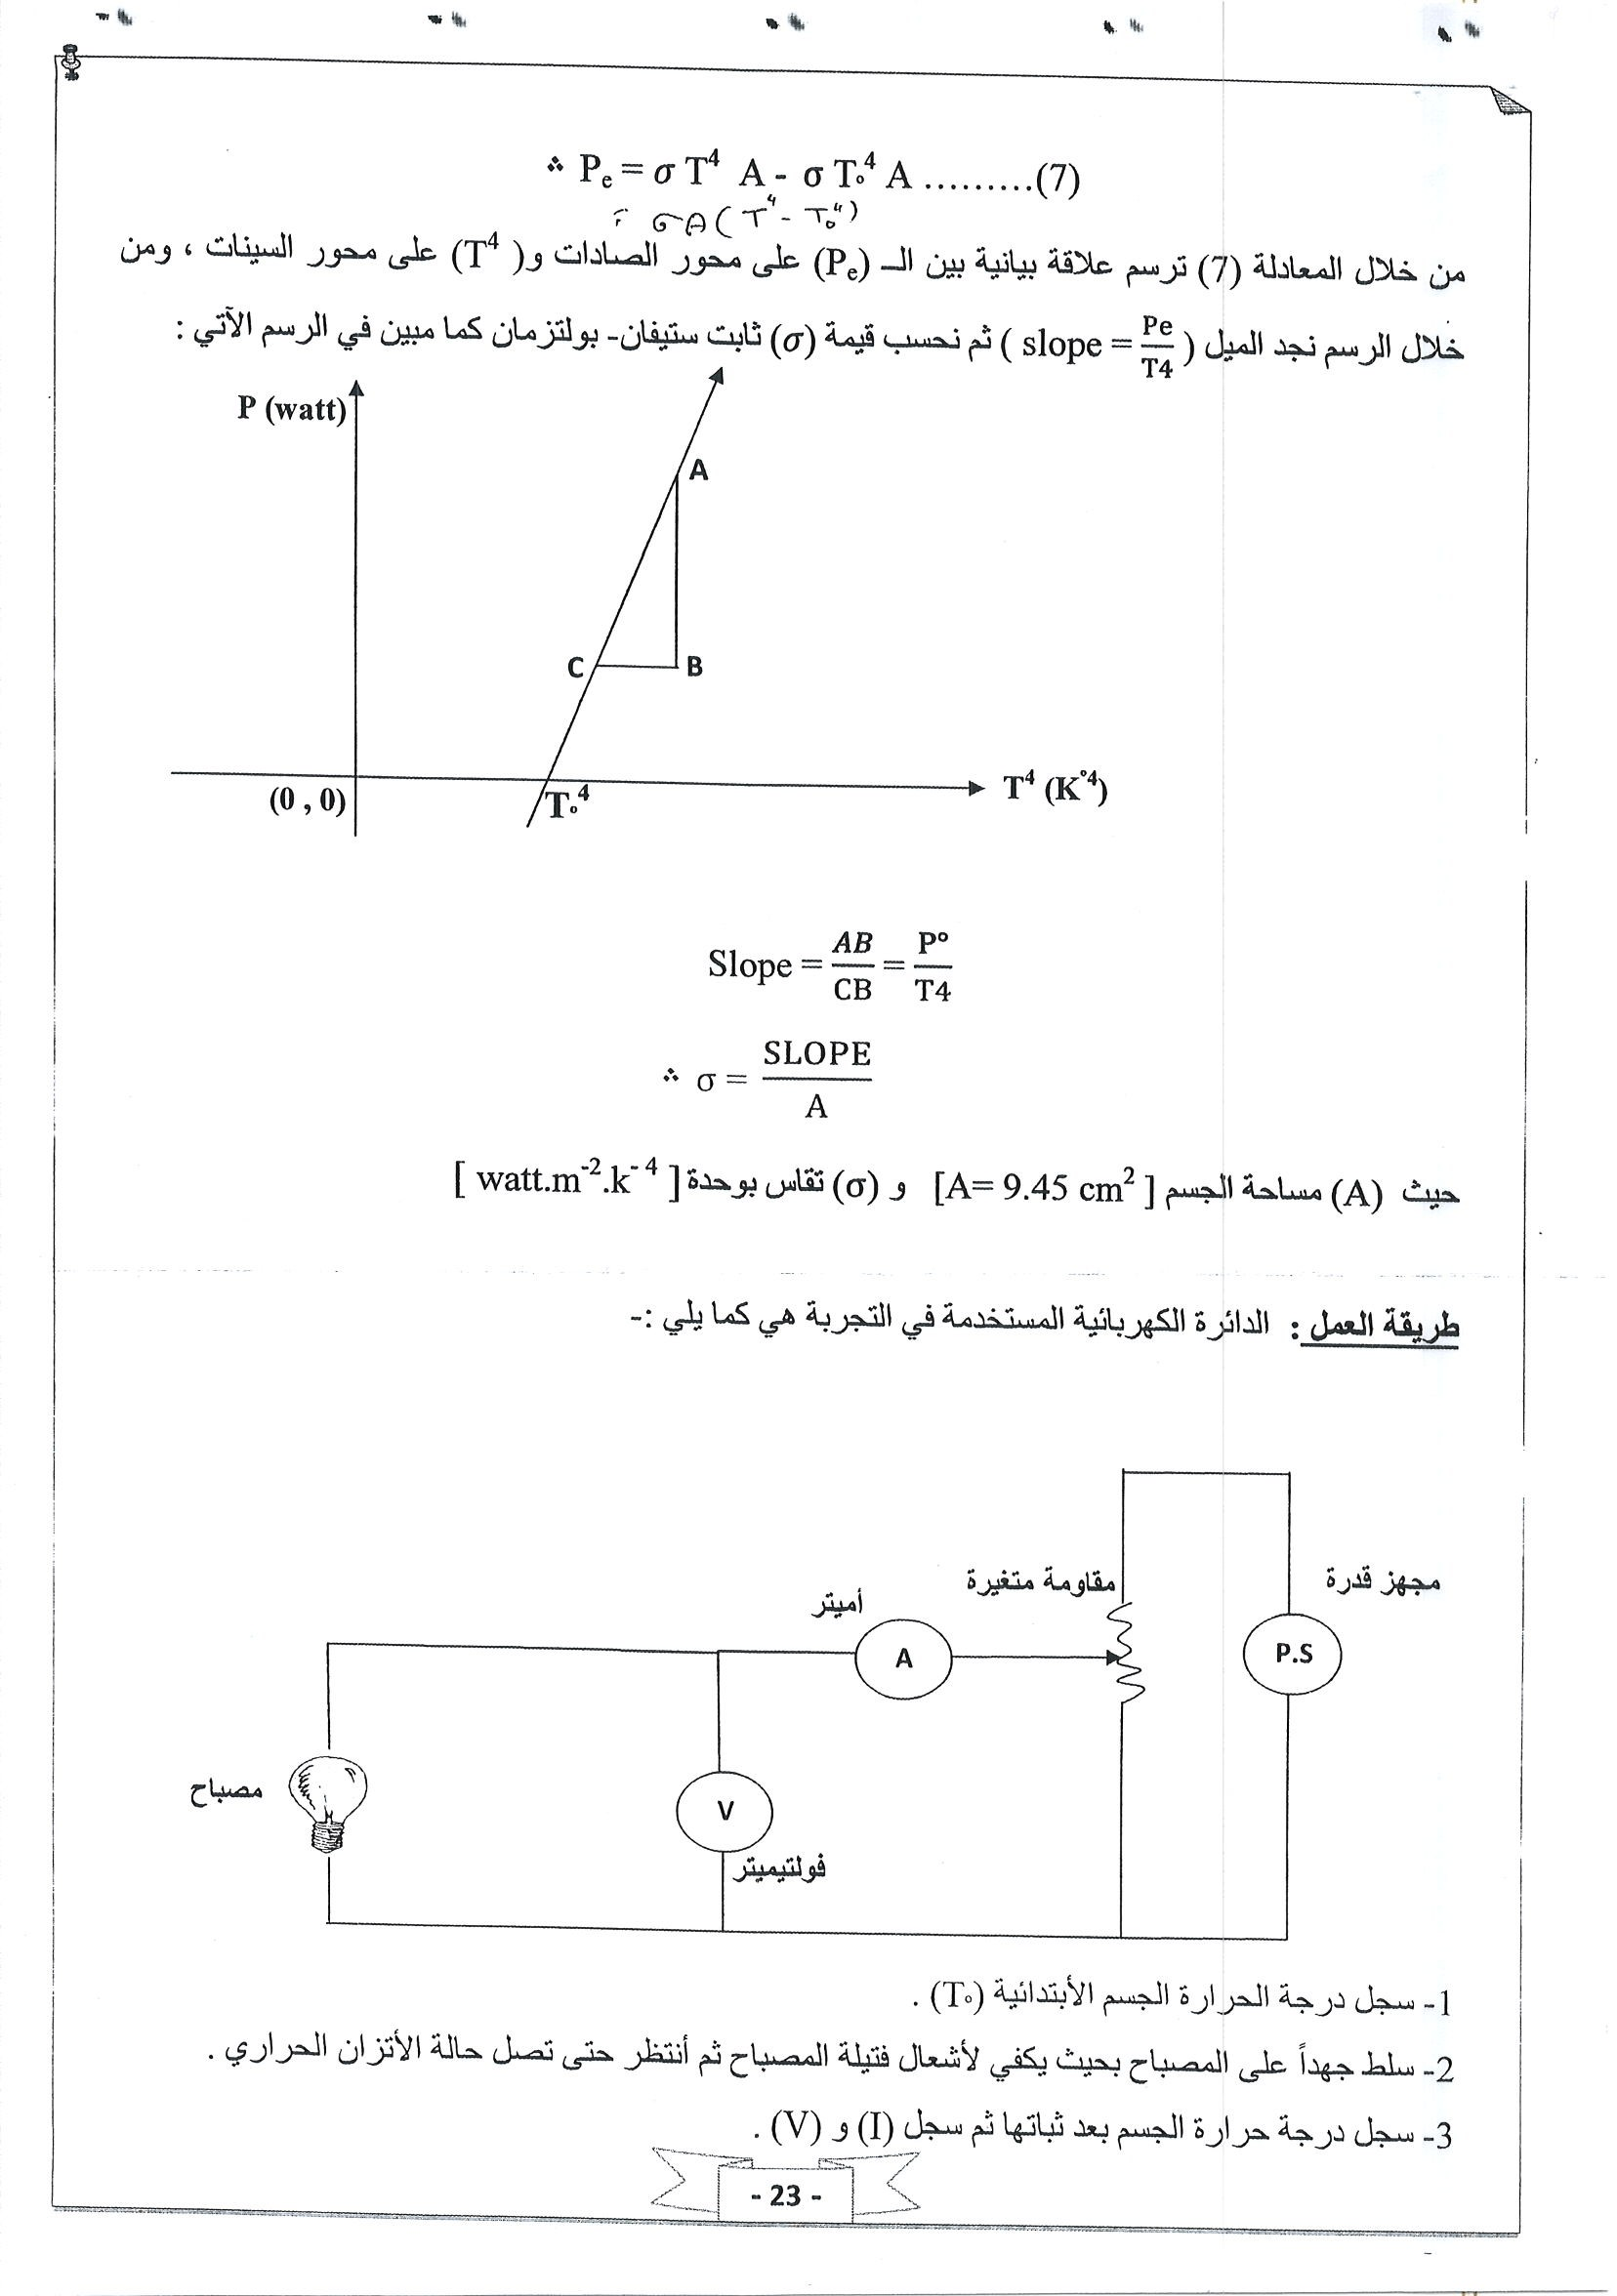 ∴ Pe = σ T⁴ A - σ T∘⁴ A .........(7)
σA(T⁴ - T₀⁴)
من خلال المعادلة (7) ترسم علاقة بيانية بين الـ (Pe) على محور الصادات و( T⁴) على محور السينات ، ومن
خلال الرسم نجد الميل ( slope = Pe/T4 ) ثم نحسب قيمة (σ) ثابت ستيفان- بولتزمان كما مبين في الرسم الآتي :
P (watt)
A
C
B
T⁴ (K°⁴)
(0 , 0)
T∘⁴
Slope = AB/CB = P°/T4
∴ σ = SLOPE/A
حيث (A) مساحة الجسم [A= 9.45 cm² ] و (σ) تقاس بوحدة [ watt.m⁻².k⁻⁴ ]
طريقة العمل : الدائرة الكهربائية المستخدمة في التجربة هي كما يلي :-
مجهز قدرة
مقاومة متغيرة
أميتر
P.S
A
مصباح
V
فولتيميتر
1- سجل درجة الحرارة الجسم الأبتدائية (T∘) .
2- سلط جهداً على المصباح بحيث يكفي لأشعال فتيلة المصباح ثم أنتظر حتى تصل حالة الأتزان الحراري .
3- سجل درجة حرارة الجسم بعد ثباتها ثم سجل (I) و (V) .
- 23 -